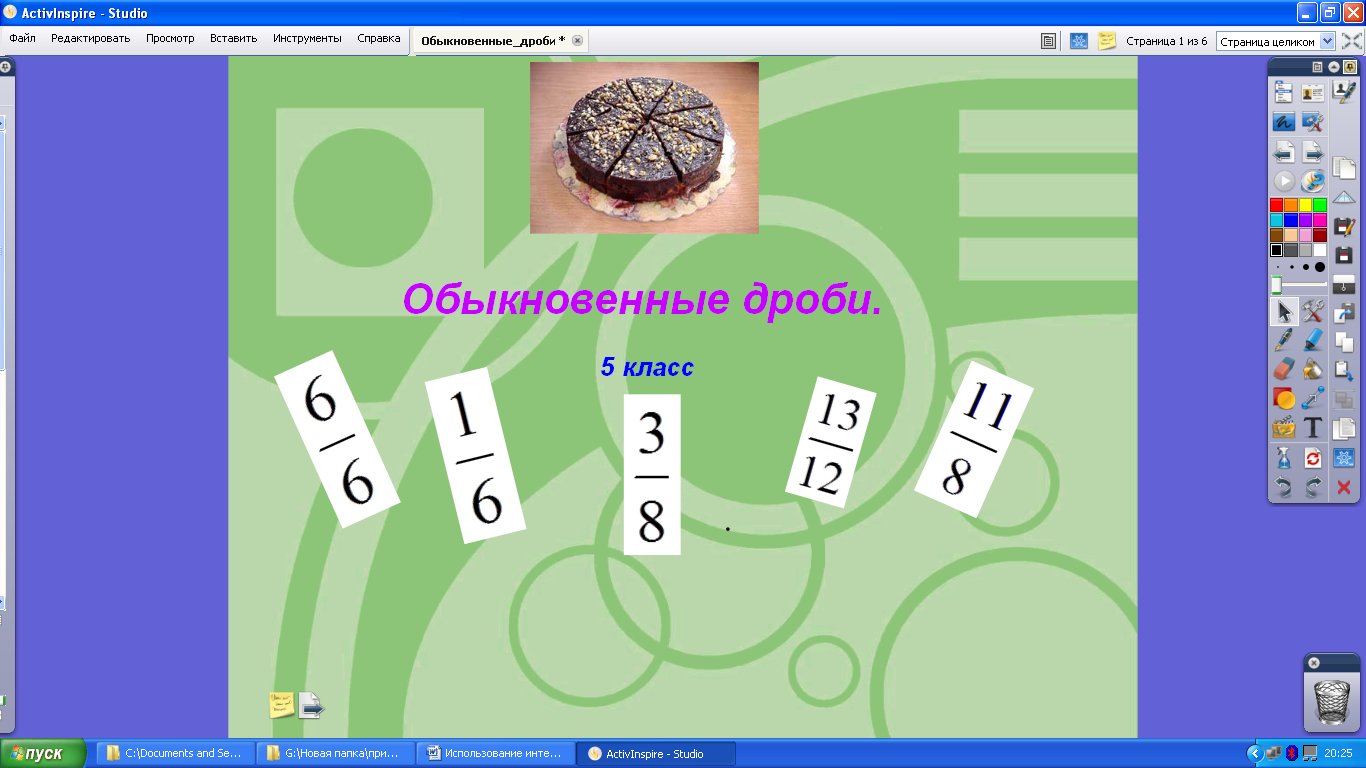 ActivInspire - Studio
Файл Редактировать Просмотр Вставить Инструменты Справка
Обыкновенные_дроби *
Страница 1 из 6
Страница целиком
Обыкновенные дроби.
5 класс
6
6
1
6
3
8
13
12
11
8
пуск
C:\Documents and Se...
G:\Новая папка\при...
Использование инте...
ActivInspire - Studio
20:25